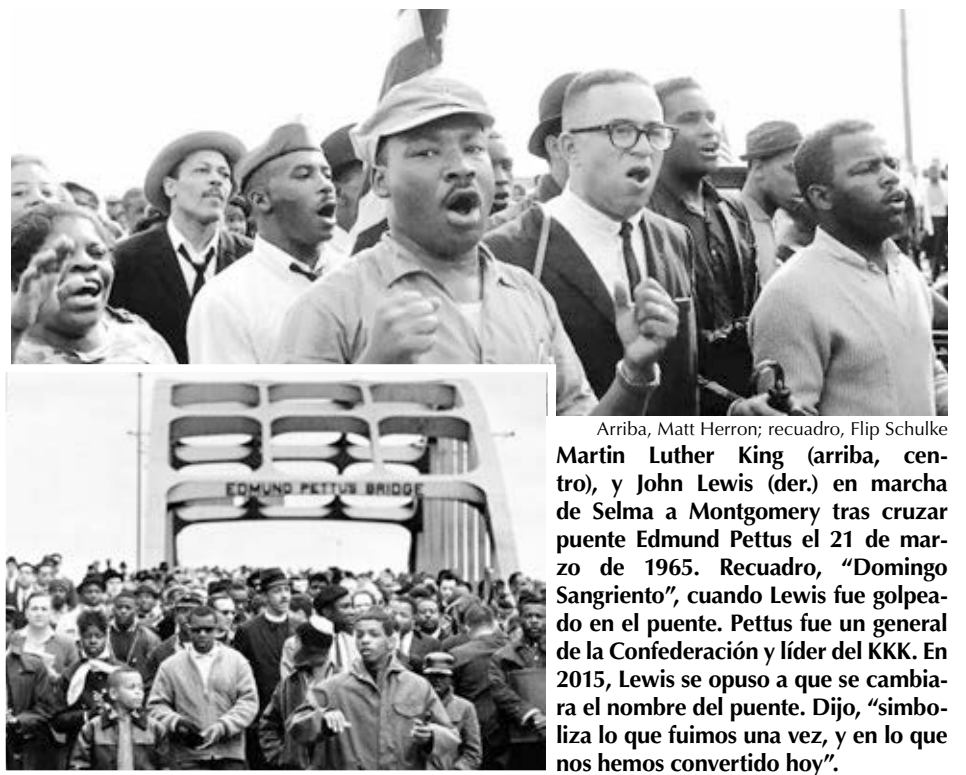 EDMUND PETTUS BRIDGE
Arriba, Matt Herron; recuadro, Flip Schulke
Martin Luther King (arriba, cen-
tro), y John Lewis (der.) en marcha
de Selma a Montgomery tras cruzar
puente Edmund Pettus el 21 de mar-
zo de 1965. Recuadro, “Domingo
Sangriento”, cuando Lewis fue golpea-
do en el puente. Pettus fue un general
de la Confederación y líder del KKK. En
2015, Lewis se opuso a que se cambia-
ra el nombre del puente. Dijo, “simbo-
liza lo que fuimos una vez, y en lo que
nos hemos convertido hoy”.